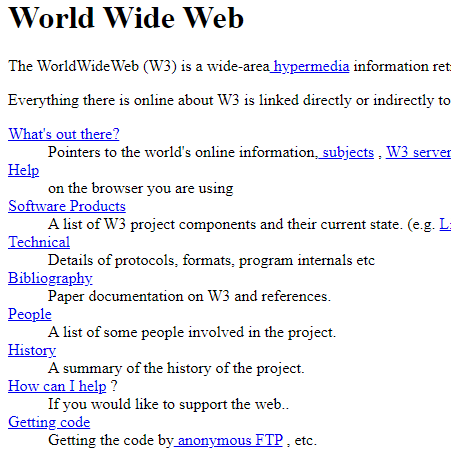 World Wide Web
The WorldWideWeb (W3) is a wide-area hypermedia information
Everything there is online about W3 is linked directly or indirectly to
What's out there?
Pointers to the world's online information, subjects , W3 server
Help
on the browser you are using
Software Products
A list of W3 project components and their current state. (e.g.
Technical
Details of protocols, formats, program internals etc
Bibliography
Paper documentation on W3 and references.
People
A list of some people involved in the project.
History
A summary of the history of the project.
How can I help ?
If you would like to support the web..
Getting code
Getting the code by anonymous FTP , etc.